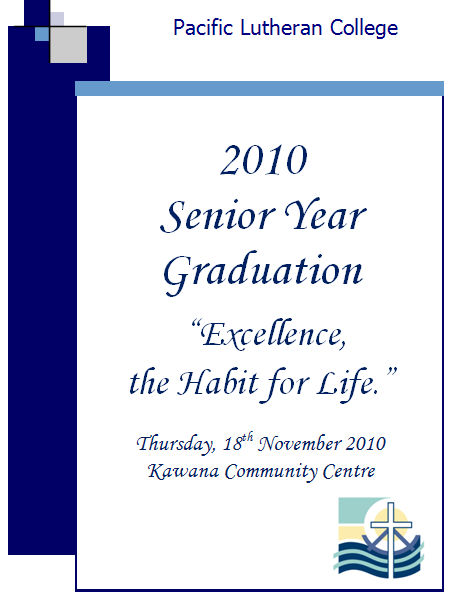 Pacific Lutheran College
2010
Senior Year
Graduation
“Excellence,
the Habit for Life.”
Thursday, 18th November 2010
Kawana Community Centre